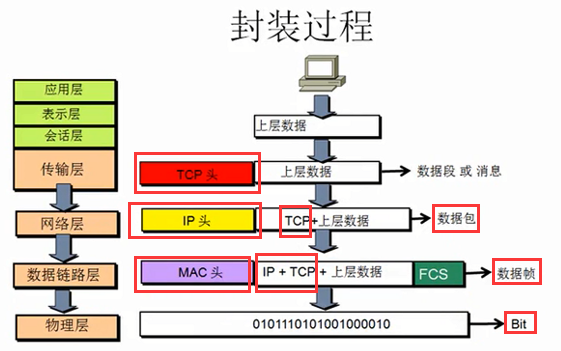 封装过程
应用层
表示层
会话层
上层数据
传输层
TCP 头
上层数据
数据段 或 消息
网络层
IP 头
TCP+上层数据
数据包
数据链路层
MAC 头
IP + TCP + 上层数据
FCS
数据帧
物理层
0101110101001000010
Bit